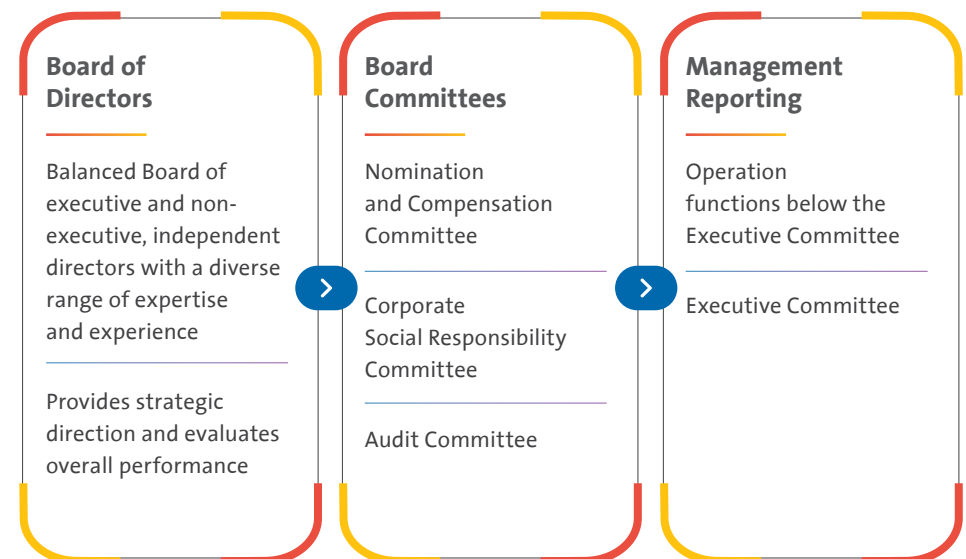 Board of
Directors
Balanced Board of
executive and non-
executive, independent
directors with a diverse
range of expertise
and experience
Provides strategic
direction and evaluates
overall performance
Board
Committees
Nomination
and Compensation
Committee
Corporate
Social Responsibility
Committee
Audit Committee
Management
Reporting
Operation
functions below the
Executive Committee
Executive Committee